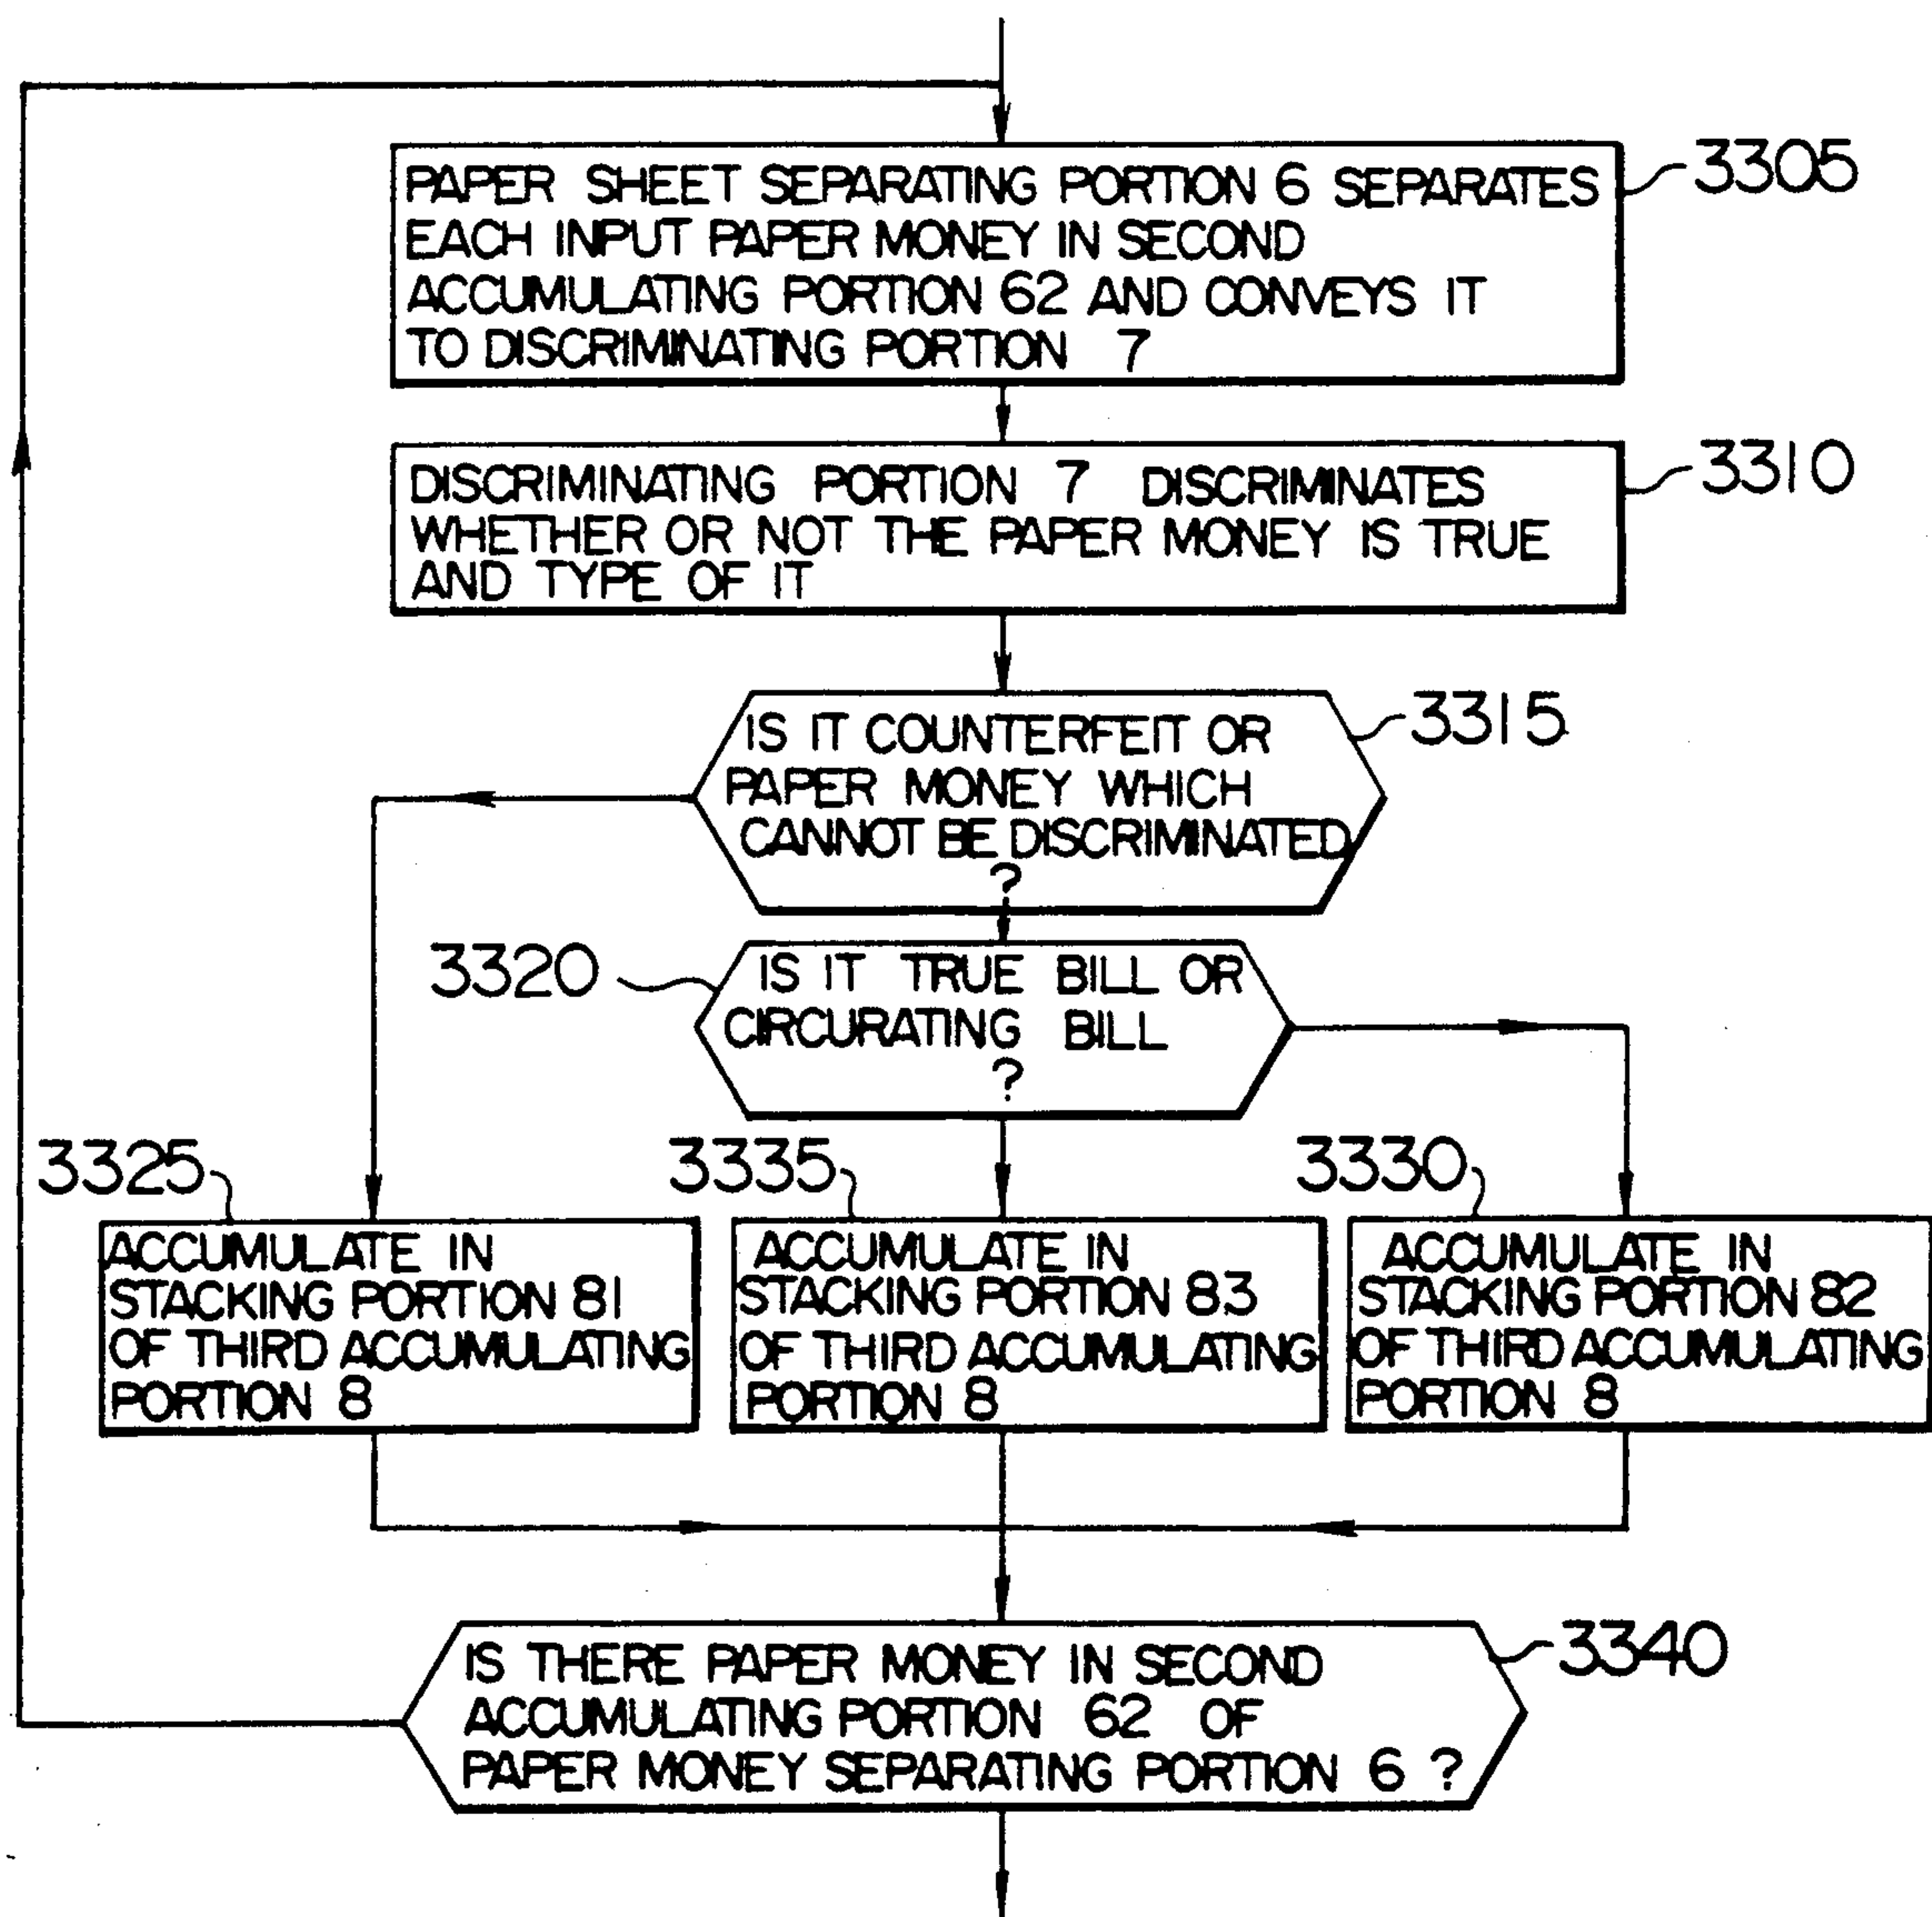 PAPER SHEET SEPARATING PORTION 6 SEPARATES
EACH INPUT PAPER MONEY IN SECOND
ACCUMULATING PORTION 62 AND CONVEYS IT
TO DISCRIMINATING PORTION 7
3305
DISCRIMINATING PORTION 7 DISCRIMINATES
WHETHER OR NOT THE PAPER MONEY IS TRUE
AND TYPE OF IT
3310
IS IT COUNTERFEIT OR
PAPER MONEY WHICH
CANNOT BE DISCRIMINATED
?
3315
3320
IS IT TRUE BILL OR
CIRCURATING BILL
?
3325
ACCUMULATE IN
STACKING PORTION 81
OF THIRD ACCUMULATING
PORTION 8
3335
ACCUMULATE IN
STACKING PORTION 83
OF THIRD ACCUMULATING
PORTION 8
3330
ACCUMULATE IN
STACKING PORTION 82
OF THIRD ACCUMULATING
PORTION 8
IS THERE PAPER MONEY IN SECOND
ACCUMULATING PORTION 62 OF
PAPER MONEY SEPARATING PORTION 6 ?
3340